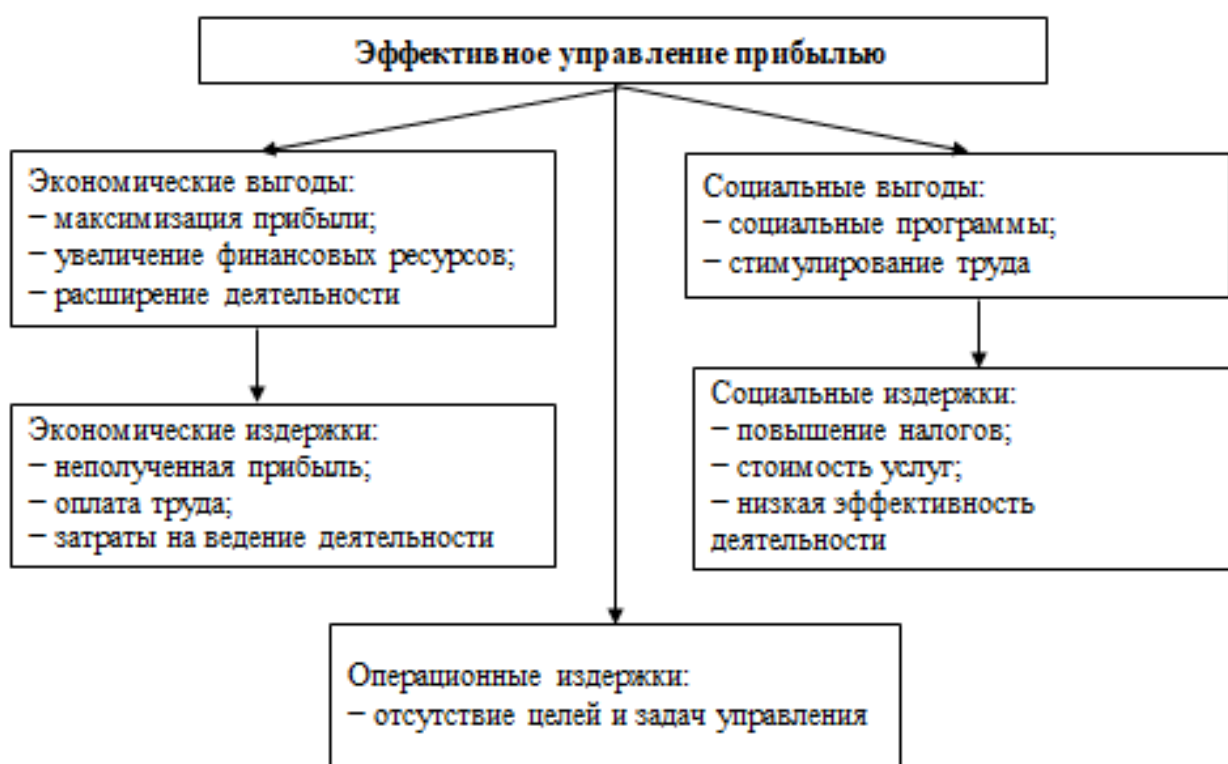 Эффективное управление прибылью
Экономические выгоды:
– максимизация прибыли;
– увеличение финансовых ресурсов;
– расширение деятельности
Социальные выгоды:
– социальные программы;
– стимулирование труда
Экономические издержки:
– неполученная прибыль;
– оплата труда;
– затраты на ведение деятельности
Социальные издержки:
– повышение налогов;
– стоимость услуг;
– низкая эффективность
деятельности
Операционные издержки:
– отсутствие целей и задач управления